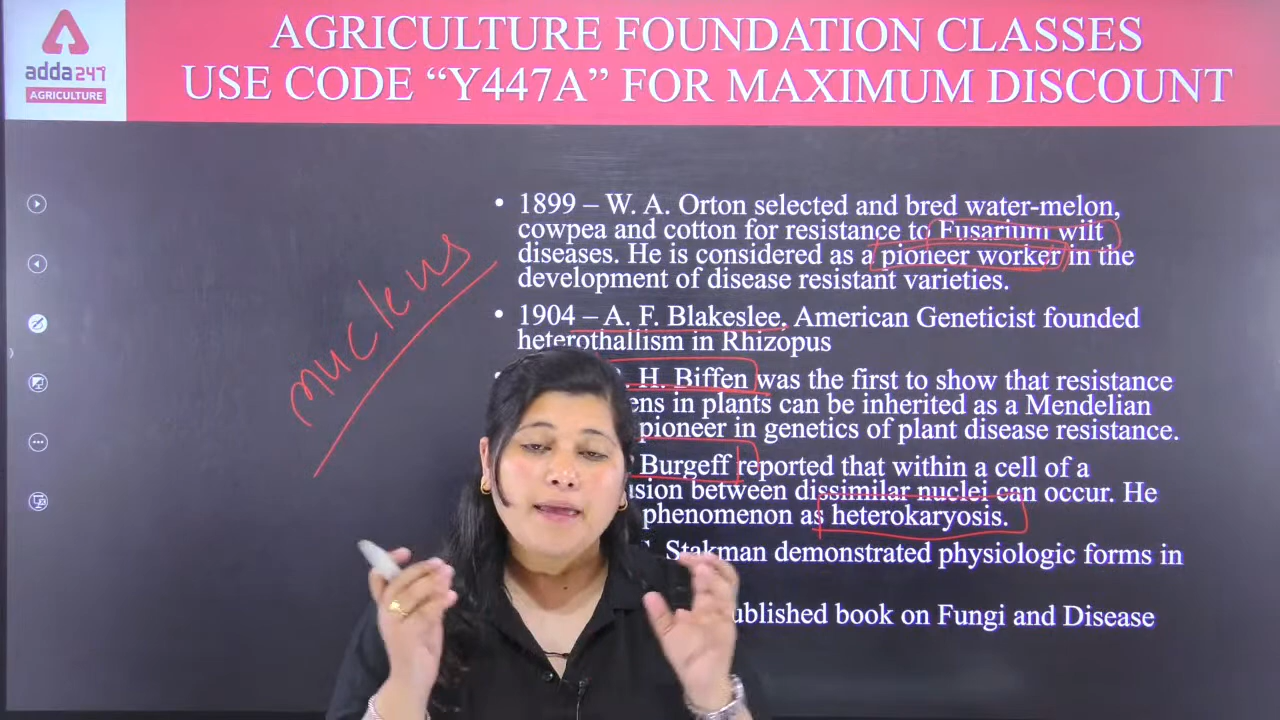 adda247
AGRICULTURE
AGRICULTURE FOUNDATION CLASSES
USE CODE “Y447A” FOR MAXIMUM DISCOUNT
nucleus
• 1899 – W. A. Orton selected and bred water-melon,
cowpea and cotton for resistance to Fusarium wilt
diseases. He is considered as a pioneer worker in the
development of disease resistant varieties.
• 1904 – A. F. Blakeslee, American Geneticist founded
heterothallism in Rhizopus
H. Biffen was the first to show that resistance
in plants can be inherited as a Mendelian
pioneer in genetics of plant disease resistance.
Burgeff reported that within a cell of a
between dissimilar nuclei can occur. He
phenomenon as heterokaryosis.
Stakman demonstrated physiologic forms in
book on Fungi and Disease